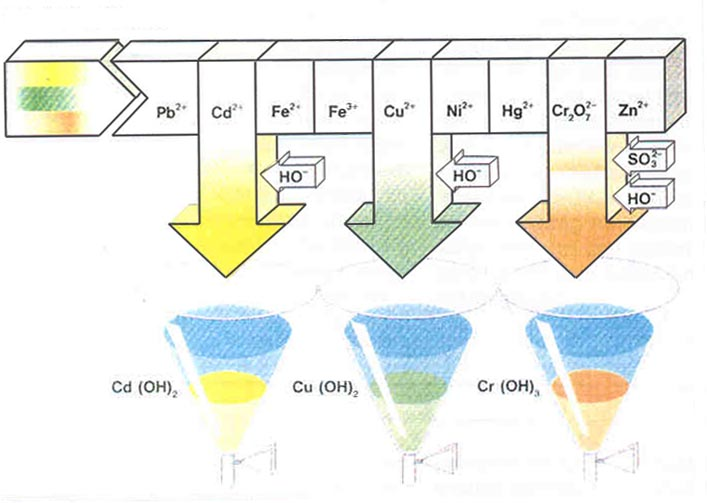 Pb²⁺ Cd²⁺ Fe²⁺ Fe³⁺ Cu²⁺ Ni²⁺ Hg²⁺ Cr₂O₇²⁻ Zn²⁺
SO₃²⁻
HO⁻ HO⁻ HO⁻
Cd (OH)₂ Cu (OH)₂ Cr (OH)₃